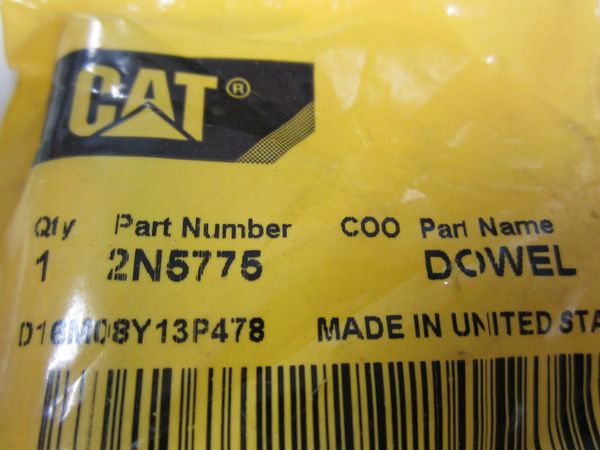 CAT®
Qty Part Number COO Part Name
1 2N5775 DOWEL
D16M08Y13P478 MADE IN UNITED STA